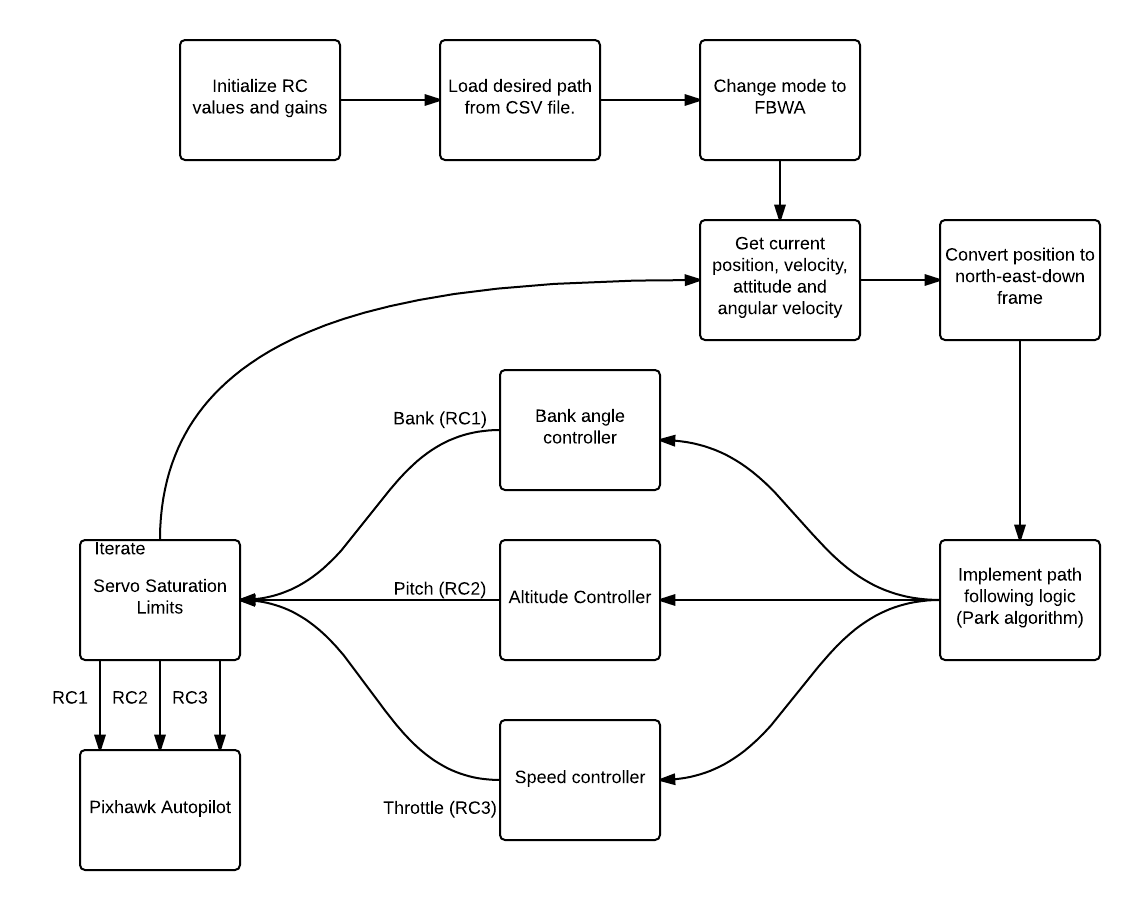 Initialize RC
values and gains
Load desired path
from CSV file.
Change mode to
FBWA
Get current
position, velocity,
attitude and
angular velocity
Convert position to
north-east-down
frame
Bank (RC1)
Bank angle
controller
Iterate
Servo Saturation
Limits
Pitch (RC2)
Altitude Controller
Implement path
following logic
(Park algorithm)
RC1
RC2
RC3
Throttle (RC3)
Speed controller
Pixhawk Autopilot